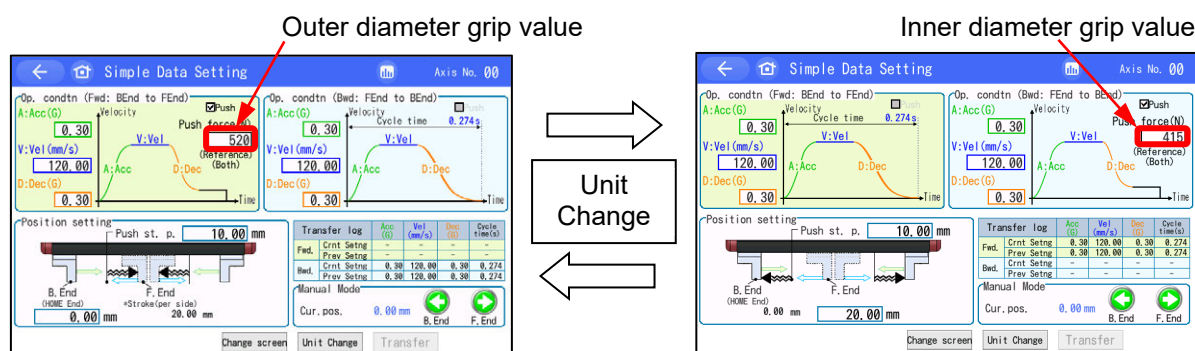 Outer diameter grip value
Inner diameter grip value
Simple Data Setting
Axis No. 00
Op. condtn (Fwd: BEnd to FEnd)
Push
A:Acc(G)
0.30
Velocity
Push force(N)
520
(Reference)
(Both)
V:Vel(mm/s)
120.00
V:Vel
A:Acc
D:Dec
D:Dec(G)
0.30
Time
Op. condtn (Bwd: FEnd to BEnd)
Push
A:Acc(G)
0.30
Velocity
Cycle time
0.274s
V:Vel(mm/s)
120.00
V:Vel
A:Acc
D:Dec
D:Dec(G)
0.30
Time
Position setting
Push st. p.
10.00 mm
B. End
(HOME End)
0.00 mm
F. End
*Stroke(per side)
20.00 mm
Transfer log Acc (G) Vel (mm/s) Dec (G) Cycle time(s)
Fwd. Crnt Setng - - - -
Prev Setng - - - -
Bwd. Crnt Setng 0.30 120.00 0.30 0.274
Prev Setng 0.30 120.00 0.30 0.274
Manual Mode
Cur. pos. 0.00 mm
B. End
F. End
Change screen
Unit Change
Transfer
Unit
Change
Simple Data Setting
Axis No. 00
Op. condtn (Fwd: BEnd to FEnd)
Push
A:Acc(G)
0.30
Velocity
Cycle time
0.274s
V:Vel(mm/s)
120.00
V:Vel
A:Acc
D:Dec
D:Dec(G)
0.30
Time
Op. condtn (Bwd: FEnd to BEnd)
Push
A:Acc(G)
0.30
Velocity
Push force(N)
415
(Reference)
(Both)
V:Vel(mm/s)
120.00
V:Vel
A:Acc
D:Dec
D:Dec(G)
0.30
Time
Position setting
Push st. p.
10.00 mm
B. End
(HOME End)
0.00 mm
F. End
20.00 mm
Transfer log Acc (G) Vel (mm/s) Dec (G) Cycle time(s)
Fwd. Crnt Setng 0.30 120.00 0.30 0.274
Prev Setng 0.30 120.00 0.30 0.274
Bwd. Crnt Setng - - - -
Prev Setng - - - -
Manual Mode
Cur. pos. 0.00 mm
B. End
F. End
Change screen
Unit Change
Transfer